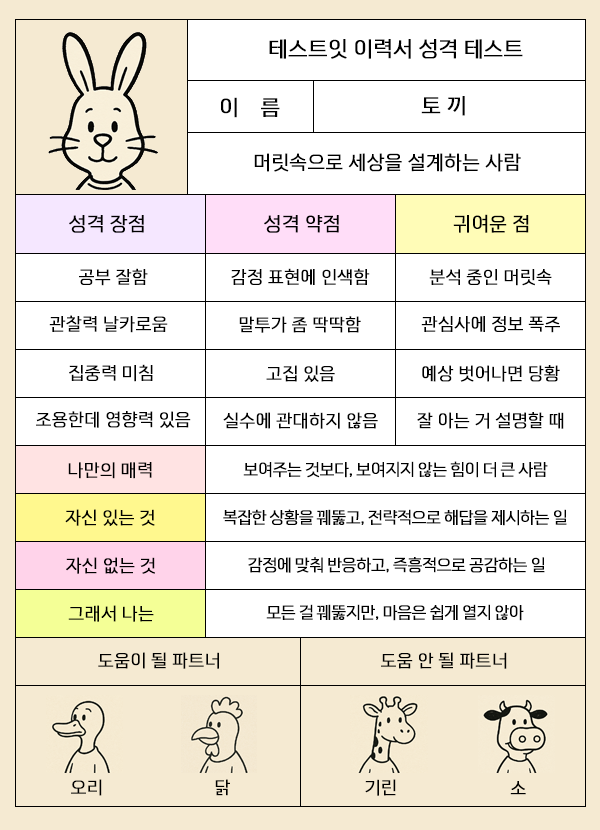 테스트잇 이력서 성격 테스트
이 름 토 끼
머릿속으로 세상을 설계하는 사람
성격 장점 성격 약점 귀여운 점
공부 잘함 감정 표현에 인색함 분석 중인 머릿속
관찰력 날카로움 말투가 좀 딱딱함 관심사에 정보 폭주
집중력 미침 고집 있음 예상 벗어나면 당황
조용한데 영향력 있음 실수에 관대하지 않음 잘 아는 거 설명할 때
나만의 매력 보여주는 것보다, 보여지지 않는 힘이 더 큰 사람
자신 있는 것 복잡한 상황을 꿰뚫고, 전략적으로 해답을 제시하는 일
자신 없는 것 감정에 맞춰 반응하고, 즉흥적으로 공감하는 일
그래서 나는 모든 걸 꿰뚫지만, 마음은 쉽게 열지 않아
도움이 될 파트너 도움 안 될 파트너
오리 닭 기린 소